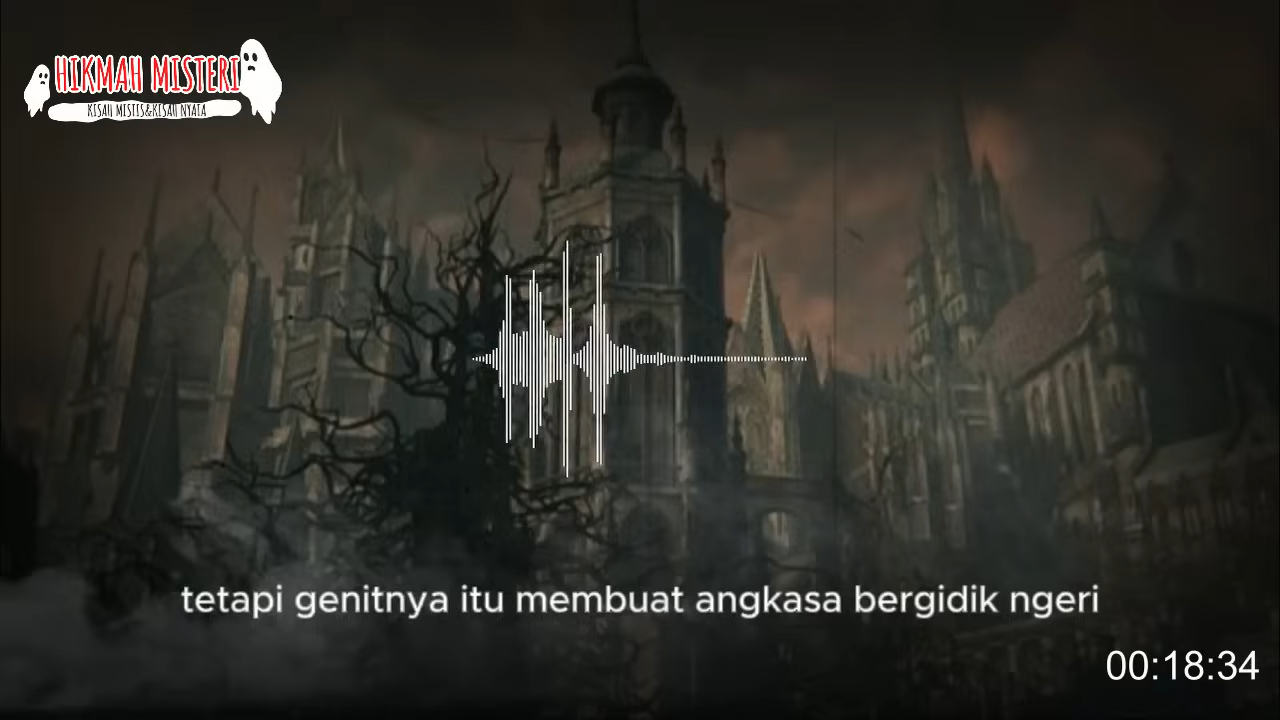 HIKMAH MISTERI
KISAH MISTIS&KISAH NYATA
tetapi genitnya itu membuat angkasa bergidik ngeri
00:18:34